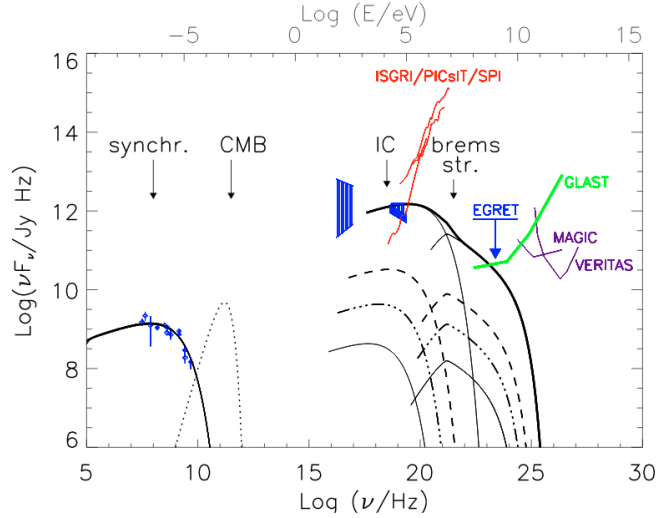 Log (E/eV)
-5 0 5 10 15
16
14
12
10
8
6
Log(νFν/Jy Hz)
ISGRI/PICsIT/SPI
synchr.
CMB
IC
brems
str.
EGRET
GLAST
MAGIC
VERITAS
5 10 15 20 25 30
Log (ν/Hz)